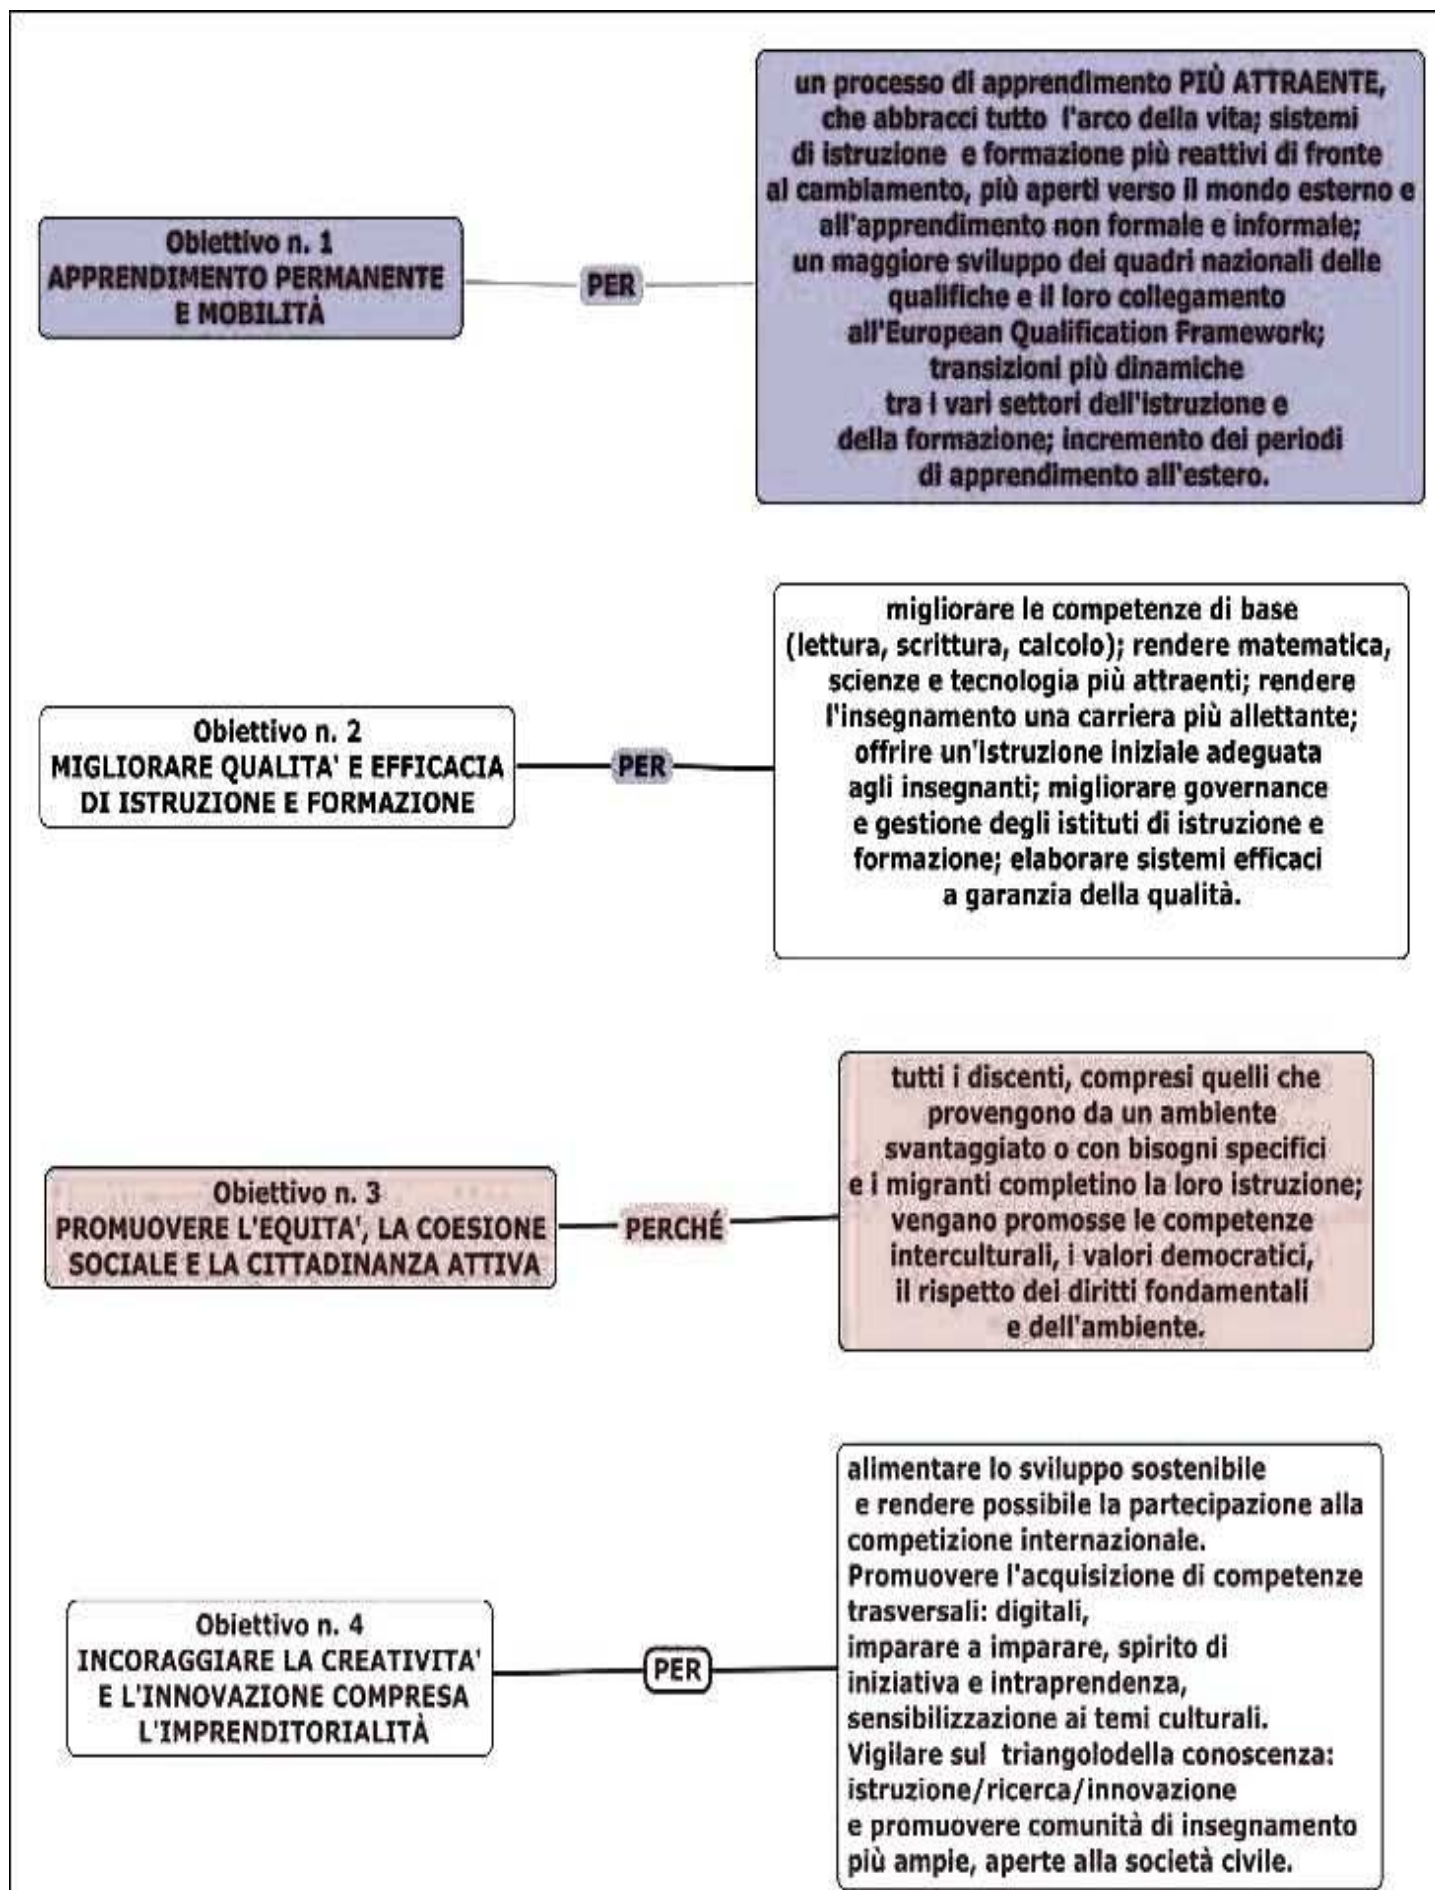 Obiettivo n. 1
APPRENDIMENTO PERMANENTE
E MOBILITÀ
PER
un processo di apprendimento PIÙ ATTRAENTE,
che abbracci tutto l'arco della vita; sistemi
di istruzione e formazione più reattivi di fronte
al cambiamento, più aperti verso il mondo esterno e
all'apprendimento non formale e informale;
un maggiore sviluppo dei quadri nazionali delle
qualifiche e il loro collegamento
all'European Qualification Framework;
transizioni più dinamiche
tra i vari settori dell'istruzione e
della formazione; incremento dei periodi
di apprendimento all'estero.
Obiettivo n. 2
MIGLIORARE QUALITA' E EFFICACIA
DI ISTRUZIONE E FORMAZIONE
PER
migliorare le competenze di base
(lettura, scrittura, calcolo); rendere matematica,
scienze e tecnologia più attraenti; rendere
l'insegnamento una carriera più allettante;
offrire un'istruzione iniziale adeguata
agli insegnanti; migliorare governance
e gestione degli istituti di istruzione e
formazione; elaborare sistemi efficaci
a garanzia della qualità.
Obiettivo n. 3
PROMUOVERE L'EQUITA', LA COESIONE
SOCIALE E LA CITTADINANZA ATTIVA
PERCHÉ
tutti i discenti, compresi quelli che
provengono da un ambiente
svantaggiato o con bisogni specifici
e i migranti completino la loro istruzione;
vengano promosse le competenze
interculturali, i valori democratici,
il rispetto dei diritti fondamentali
e dell'ambiente.
Obiettivo n. 4
INCORAGGIARE LA CREATIVITA'
E L'INNOVAZIONE COMPRESA
L'IMPRENDITORIALITÀ
PER
alimentare lo sviluppo sostenibile
e rendere possibile la partecipazione alla
competizione internazionale.
Promuovere l'acquisizione di competenze
trasversali: digitali,
imparare a imparare, spirito di
iniziativa e intraprendenza,
sensibilizzazione ai temi culturali.
Vigilare sul triangolodella conoscenza:
istruzione/ricerca/innovazione
e promuovere comunità di insegnamento
più ampie, aperte alla società civile.